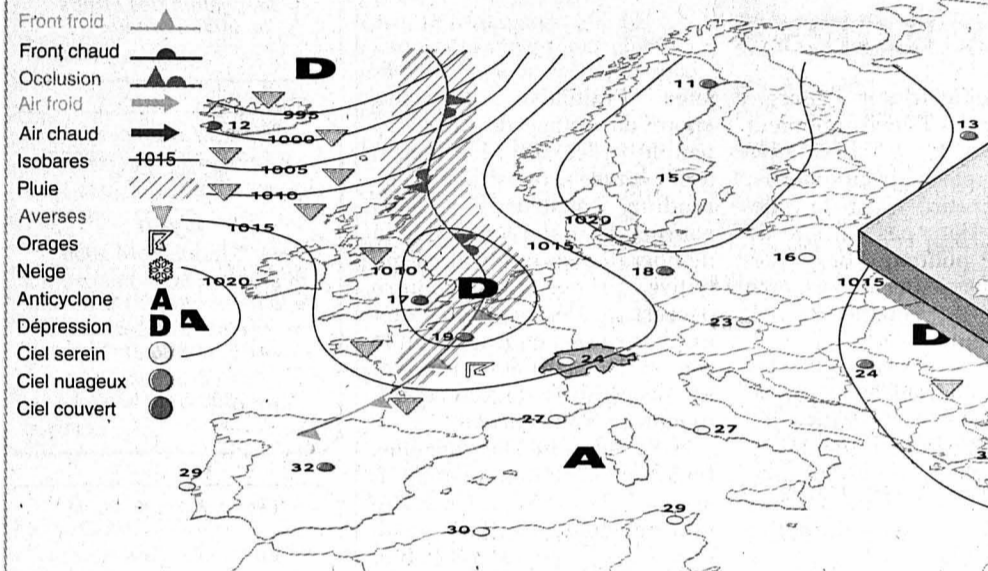 Front froid
Front chaud
Occlusion
Air froid
Air chaud
Isobares 1015
Pluie
Averses
Orages
Neige
Anticyclone A
Dépression D
Ciel serein
Ciel nuageux
Ciel couvert
D
995
12
1000
1005
1010
1015
1020
A
11
13
15
1020
1015
16
18
1015
1010
17
D
19
23
D
24
24
27
27
A
32
29
29
30